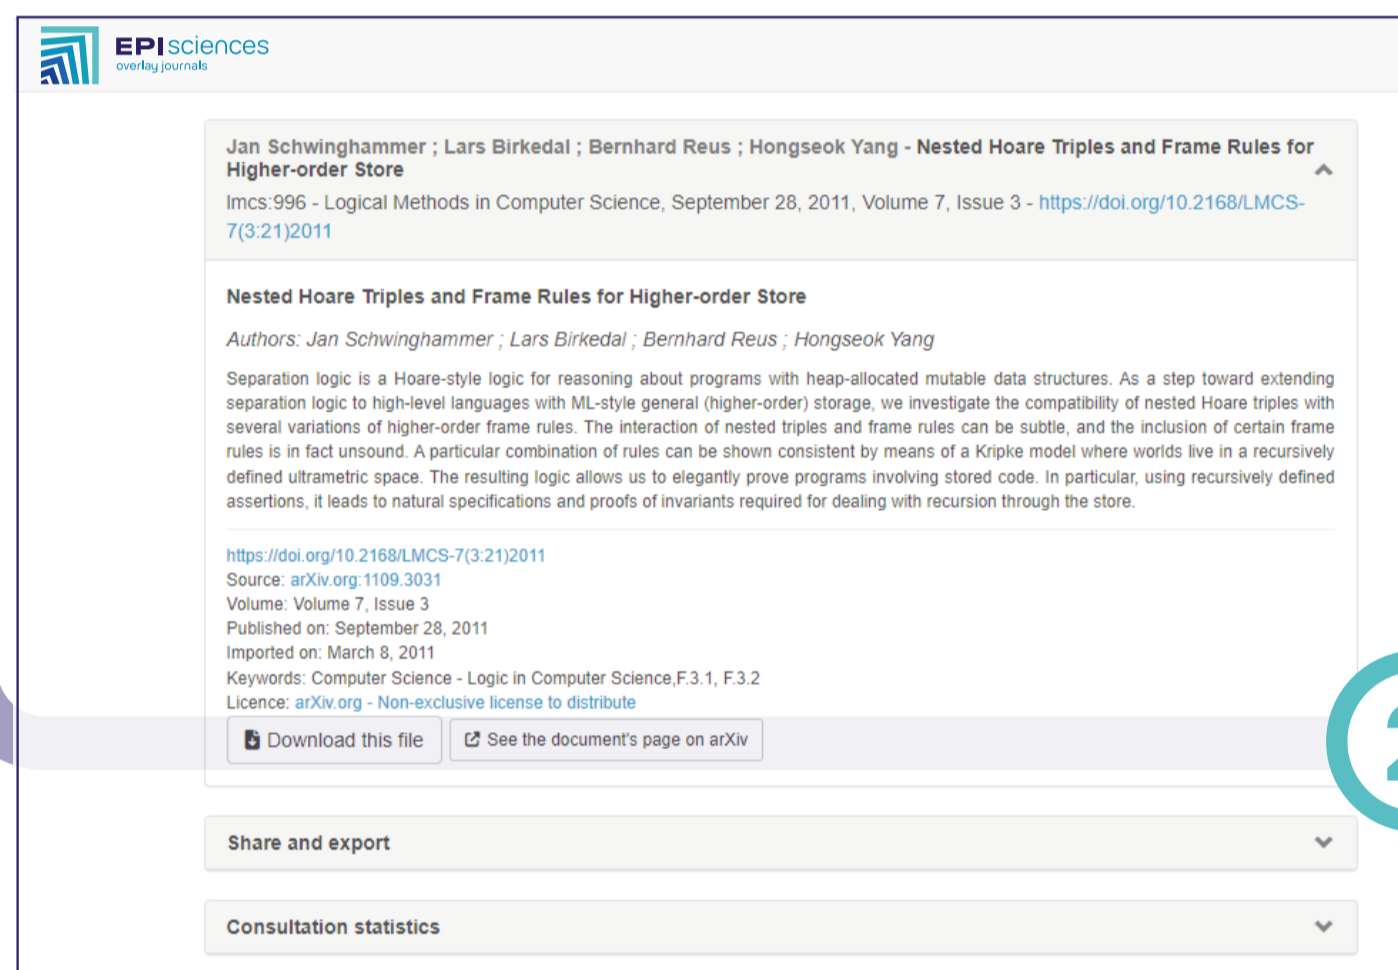 EPIsciences
overlay journals
Jan Schwinghammer ; Lars Birkedal ; Bernhard Reus ; Hongseok Yang - Nested Hoare Triples and Frame Rules for
Higher-order Store
lmcs:996 - Logical Methods in Computer Science, September 28, 2011, Volume 7, Issue 3 - https://doi.org/10.2168/LMCS-
7(3:21)2011
Nested Hoare Triples and Frame Rules for Higher-order Store
Authors: Jan Schwinghammer ; Lars Birkedal ; Bernhard Reus ; Hongseok Yang
Separation logic is a Hoare-style logic for reasoning about programs with heap-allocated mutable data structures. As a step toward extending
separation logic to high-level languages with ML-style general (higher-order) storage, we investigate the compatibility of nested Hoare triples with
several variations of higher-order frame rules. The interaction of nested triples and frame rules can be subtle, and the inclusion of certain frame
rules is in fact unsound. A particular combination of rules can be shown consistent by means of a Kripke model where worlds live in a recursively
defined ultrametric space. The resulting logic allows us to elegantly prove programs involving stored code. In particular, using recursively defined
assertions, it leads to natural specifications and proofs of invariants required for dealing with recursion through the store.
https://doi.org/10.2168/LMCS-7(3:21)2011
Source: arXiv.org:1109.3031
Volume: Volume 7, Issue 3
Published on: September 28, 2011
Imported on: March 8, 2011
Keywords: Computer Science - Logic in Computer Science,F.3.1, F.3.2
Licence: arXiv.org - Non-exclusive license to distribute
Download this file
See the document's page on arXiv
2
Share and export
Consultation statistics